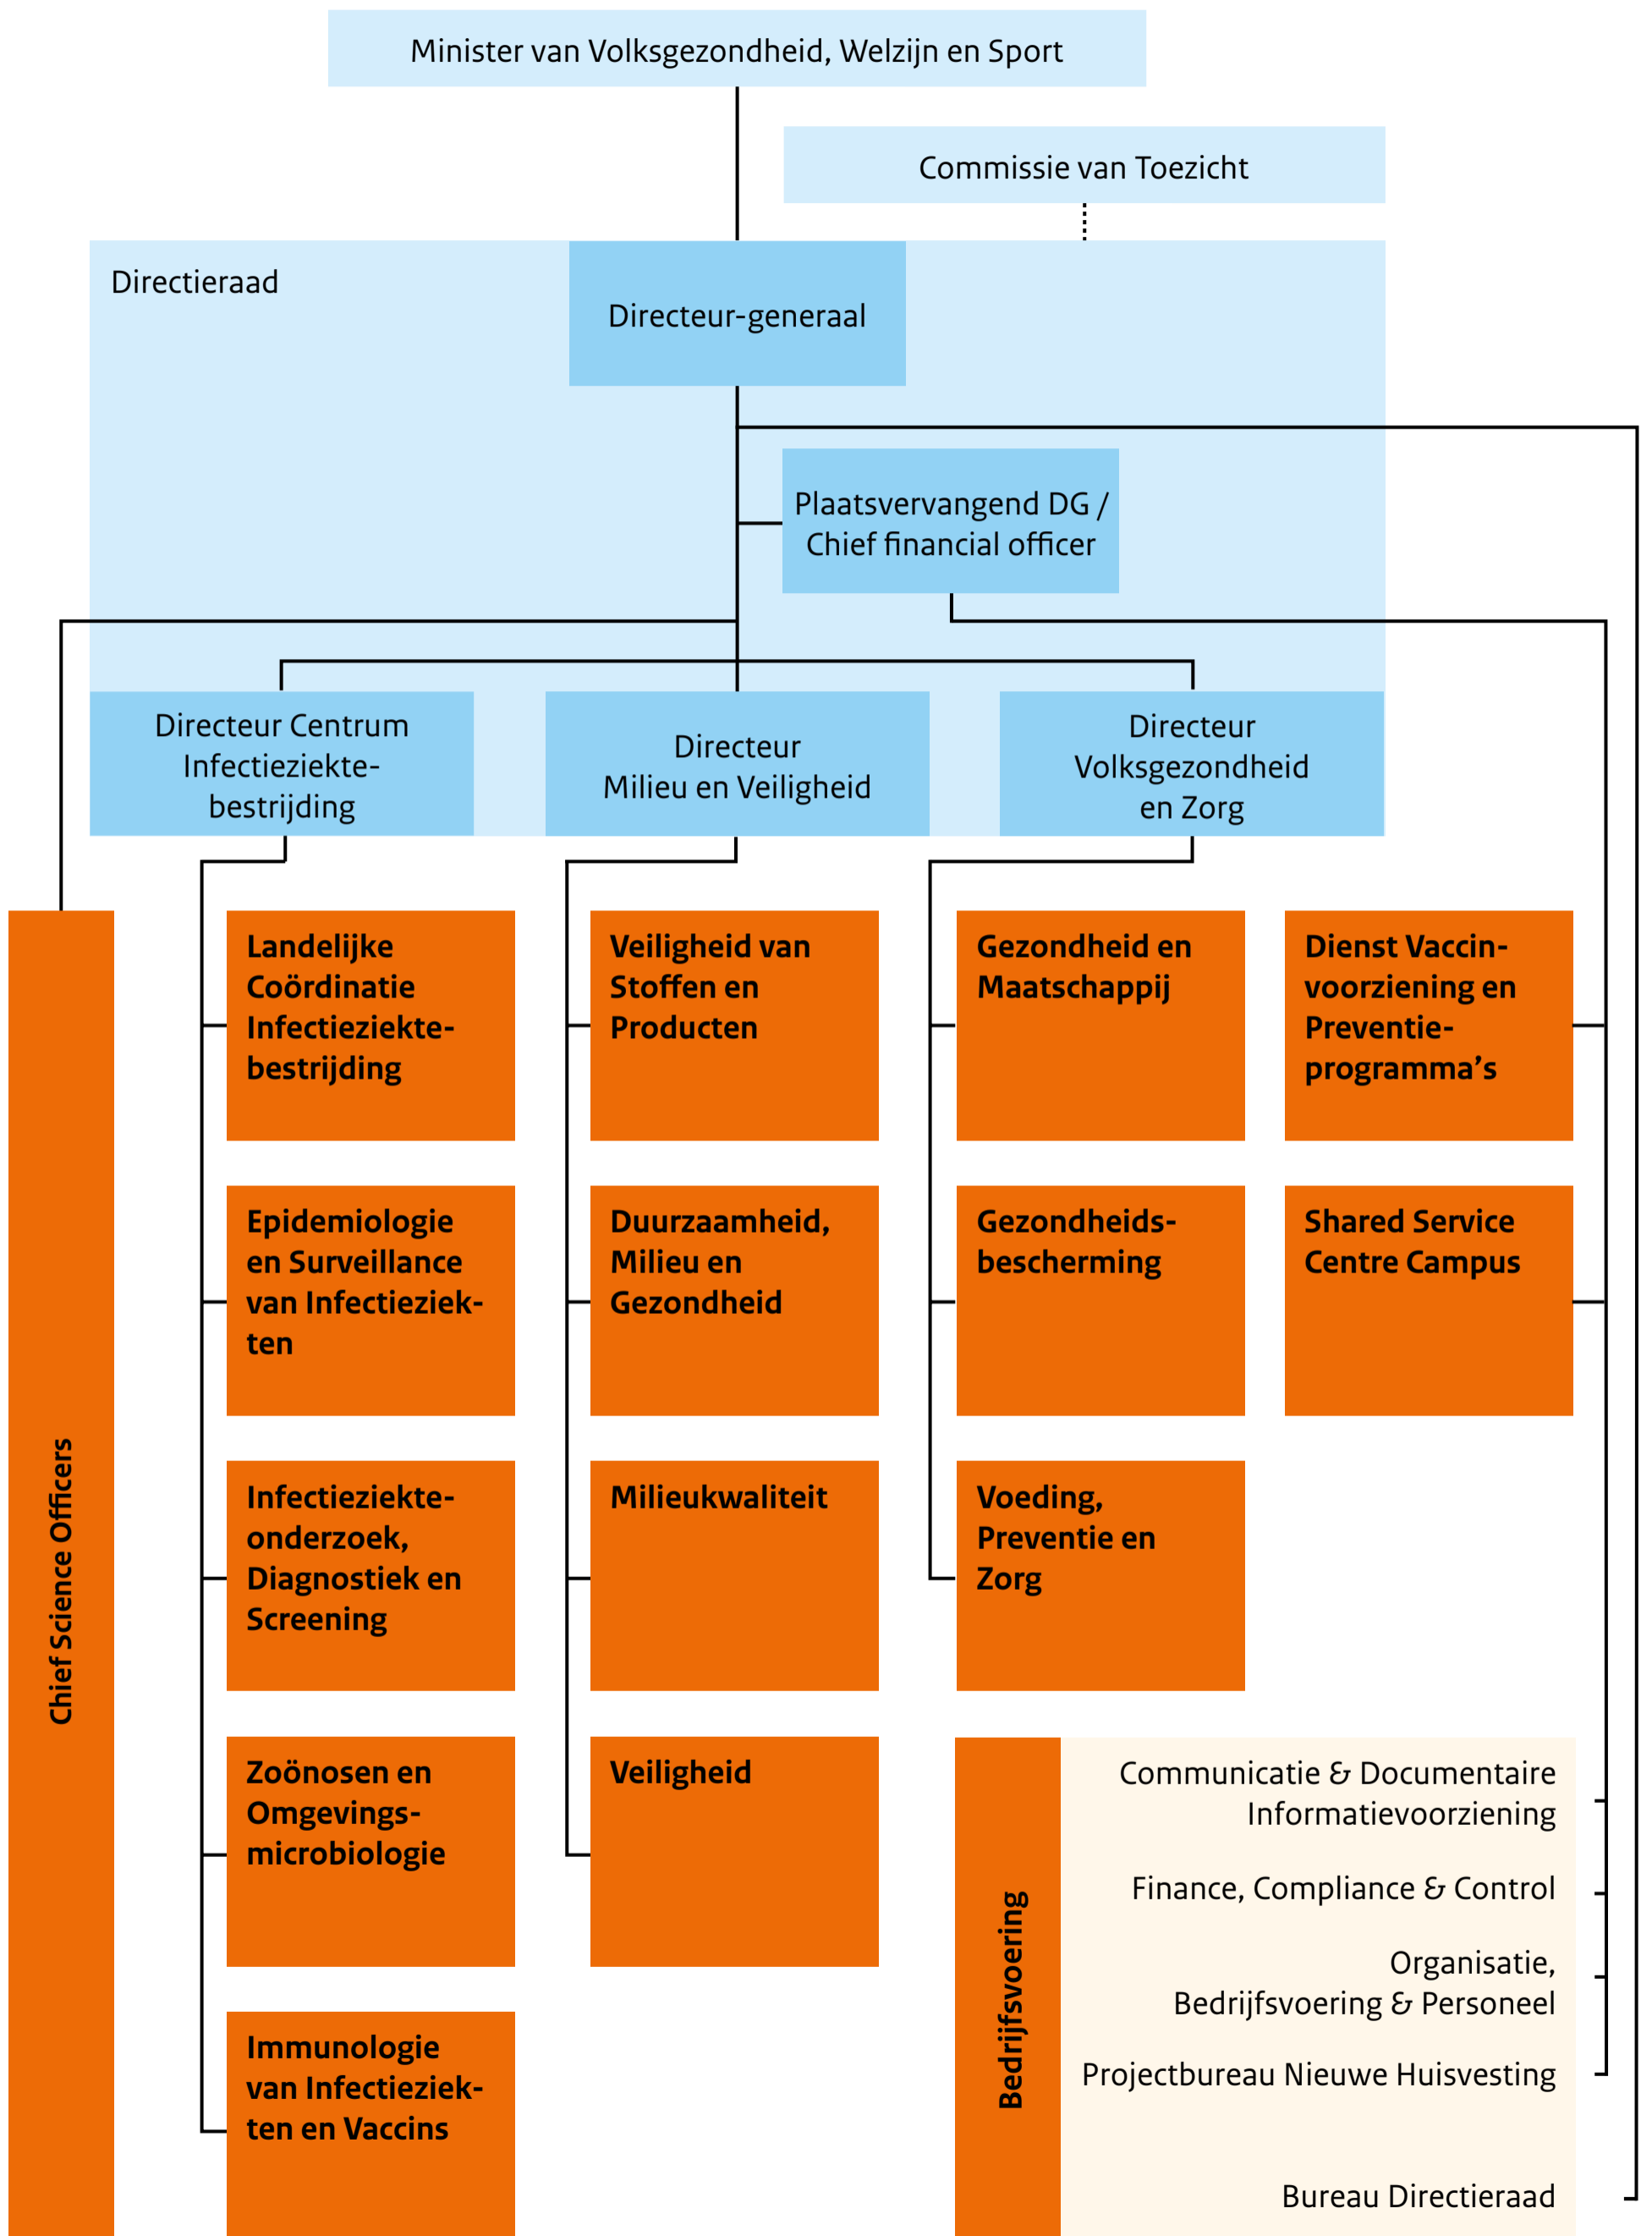 Minister van Volksgezondheid, Welzijn en Sport
Commissie van Toezicht
Directieraad
Directeur-generaal
Plaatsvervangend DG /
Chief financial officer
Directeur Centrum
Infectieziekte-
bestrijding
Directeur
Milieu en Veiligheid
Directeur
Volksgezondheid
en Zorg
Chief Science Officers
Landelijke
Coördinatie
Infectieziekte-
bestrijding
Epidemiologie
en Surveillance
van Infectieziek-
ten
Infectieziekte-
onderzoek,
Diagnostiek en
Screening
Zoönosen en
Omgevings-
microbiologie
Immunologie
van Infectieziek-
ten en Vaccins
Veiligheid van
Stoffen en
Producten
Duurzaamheid,
Milieu en
Gezondheid
Milieukwaliteit
Veiligheid
Gezondheid en
Maatschappij
Gezondheids-
bescherming
Voeding,
Preventie en
Zorg
Dienst Vaccin-
voorziening en
Preventie-
programma's
Shared Service
Centre Campus
Bedrijfsvoering
Communicatie & Documentaire
Informatievoorziening
Finance, Compliance & Control
Organisatie,
Bedrijfsvoering & Personeel
Projectbureau Nieuwe Huisvesting
Bureau Directieraad